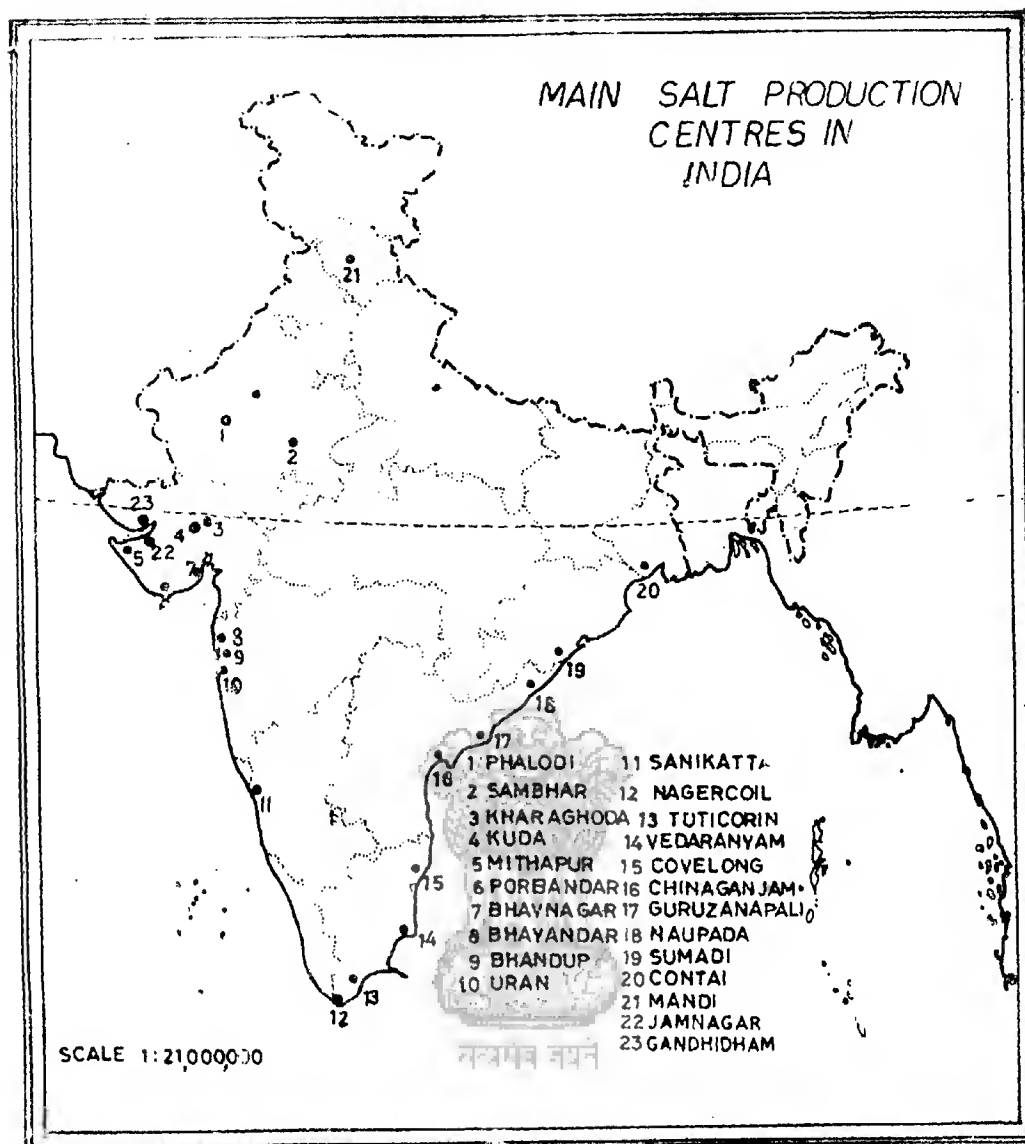 MAIN SALT PRODUCTION
CENTRES IN
INDIA
21
1
2
23
4
3
5
22
7
6
8
9
10
20
19
18
17
16
11
15
14
13
12
1 PHALODI 11 SANIKATTA
2 SAMBHAR 12 NAGERCOIL
3 KHARAGHODA 13 TUTICORIN
4 KUDA 14 VEDARANYAM
5 MITHAPUR 15 COVELONG
6 PORBANDAR 16 CHINAGANJAM
7 BHAVNAGAR 17 GURUZANAPALI
8 BHAYANDAR 18 NAUPADA
9 BHANDUP 19 SUMADI
10 URAN 20 CONTAI
21 MANDI
22 JAMNAGAR
23 GANDHIDHAM
SCALE 1:21,000,000